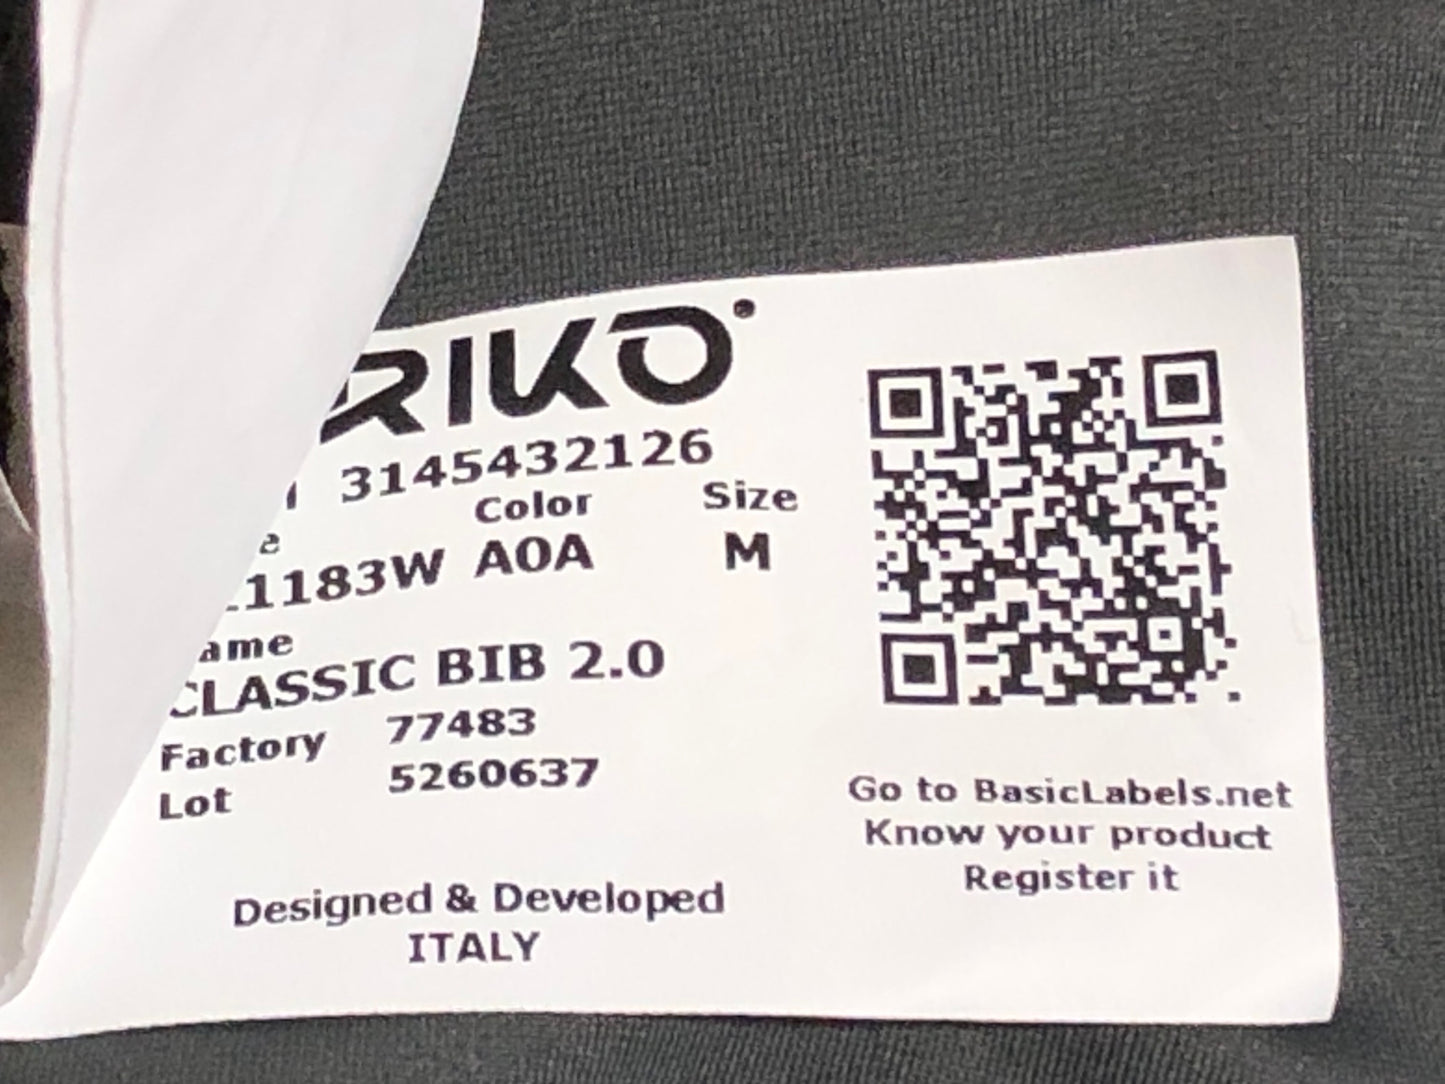 RIKO
3145432126
Color Size
1183W A0A M
ame
CLASSIC BIB 2.0
Factory 77483
Lot 5260637
Designed & Developed
ITALY
Go to BasicLabels.net
Know your product
Register it